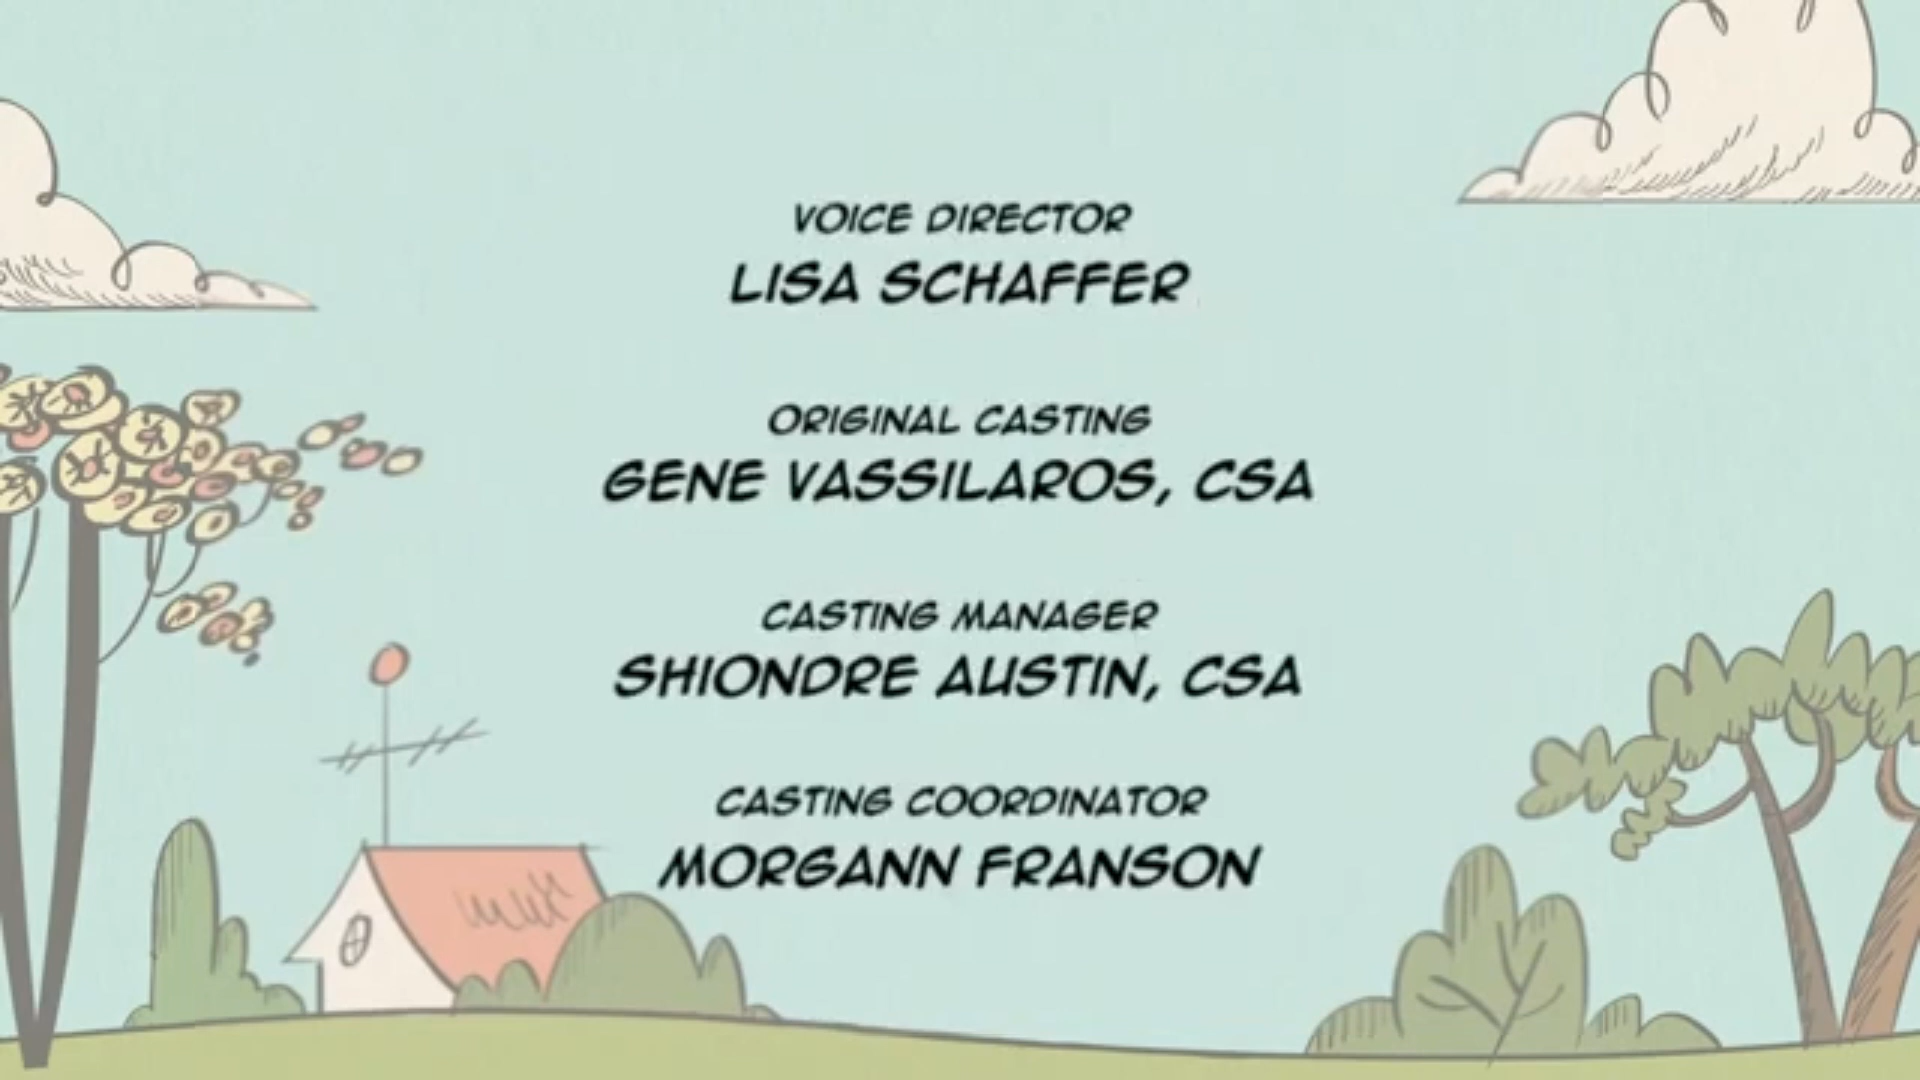 VOICE DIRECTOR
LISA SCHAFFER
ORIGINAL CASTING
GENE VASSILAROS, CSA
CASTING MANAGER
SHIONDRE AUSTIN, CSA
CASTING COORDINATOR
MORGANN FRANSON